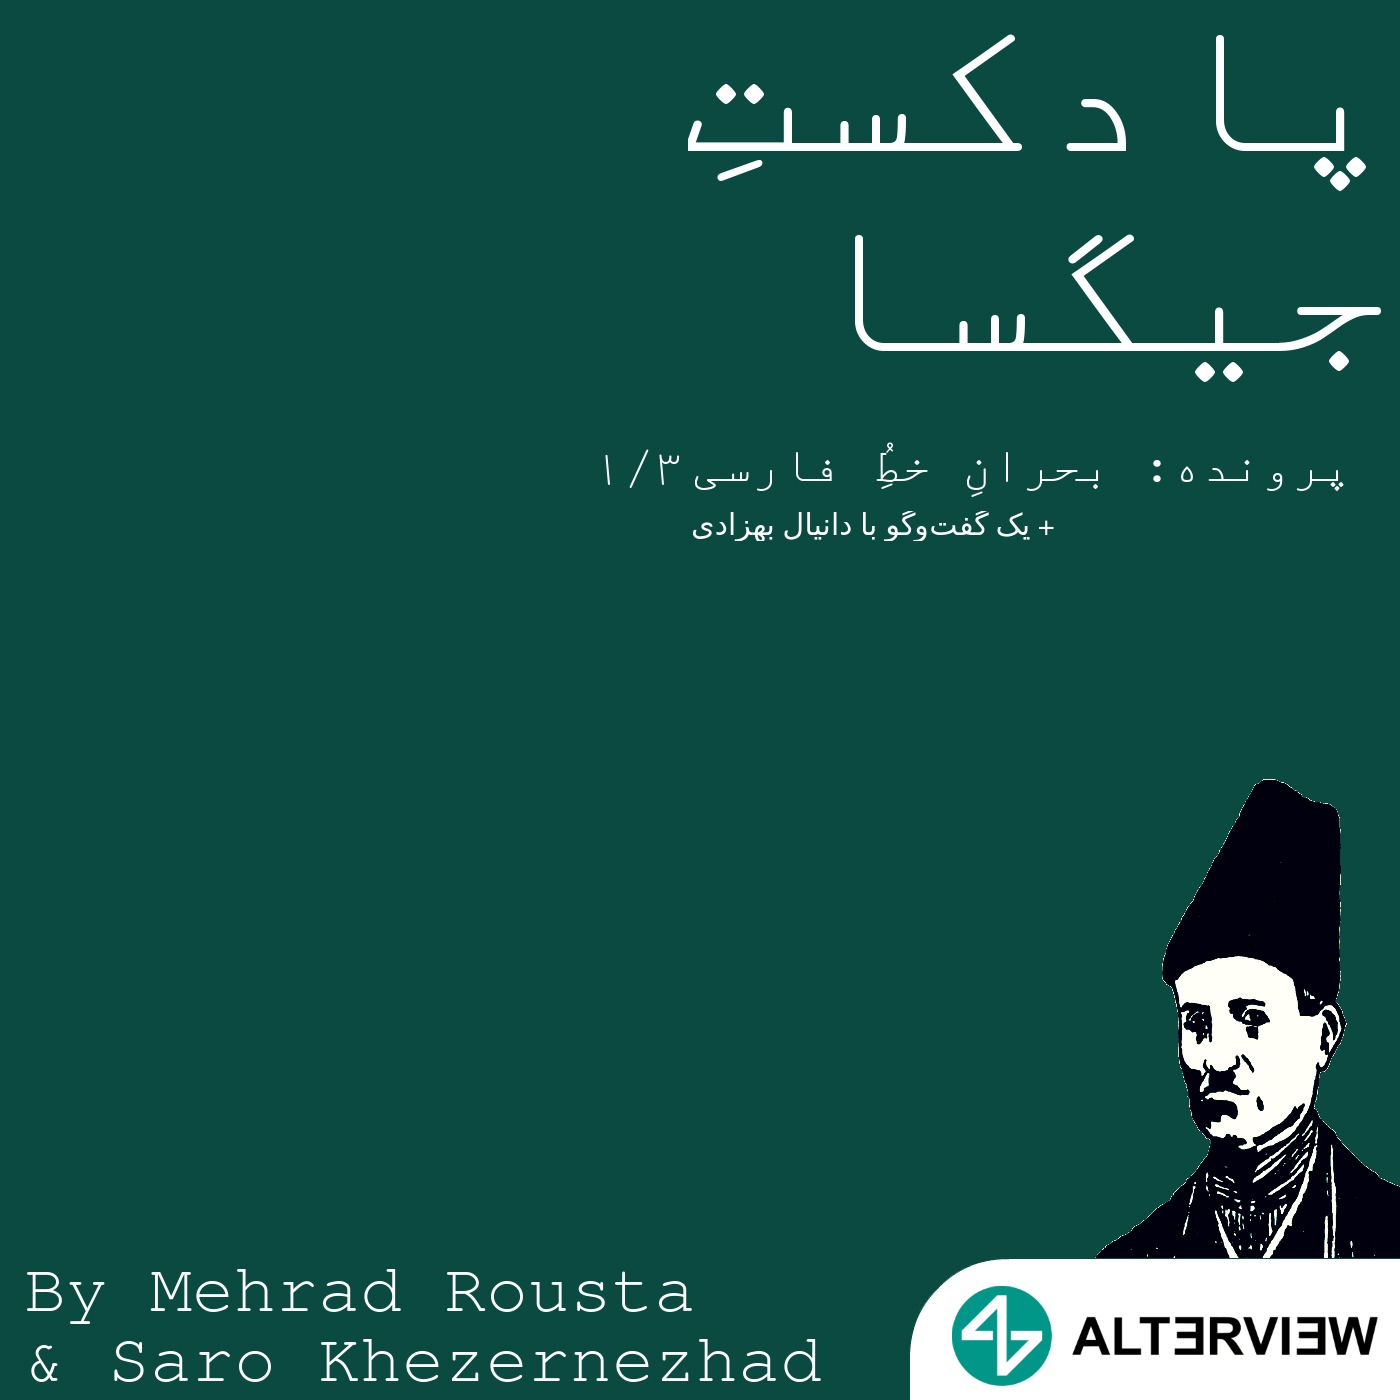 پادکستِ
جیگسا
پرونده: بحرانِ خطِّ فارسی ۱/۳
+ یک گفت‌وگو با دانیال بهزادی
By Mehrad Rousta
& Saro Khezernezhad
ALTƎRVIƎW